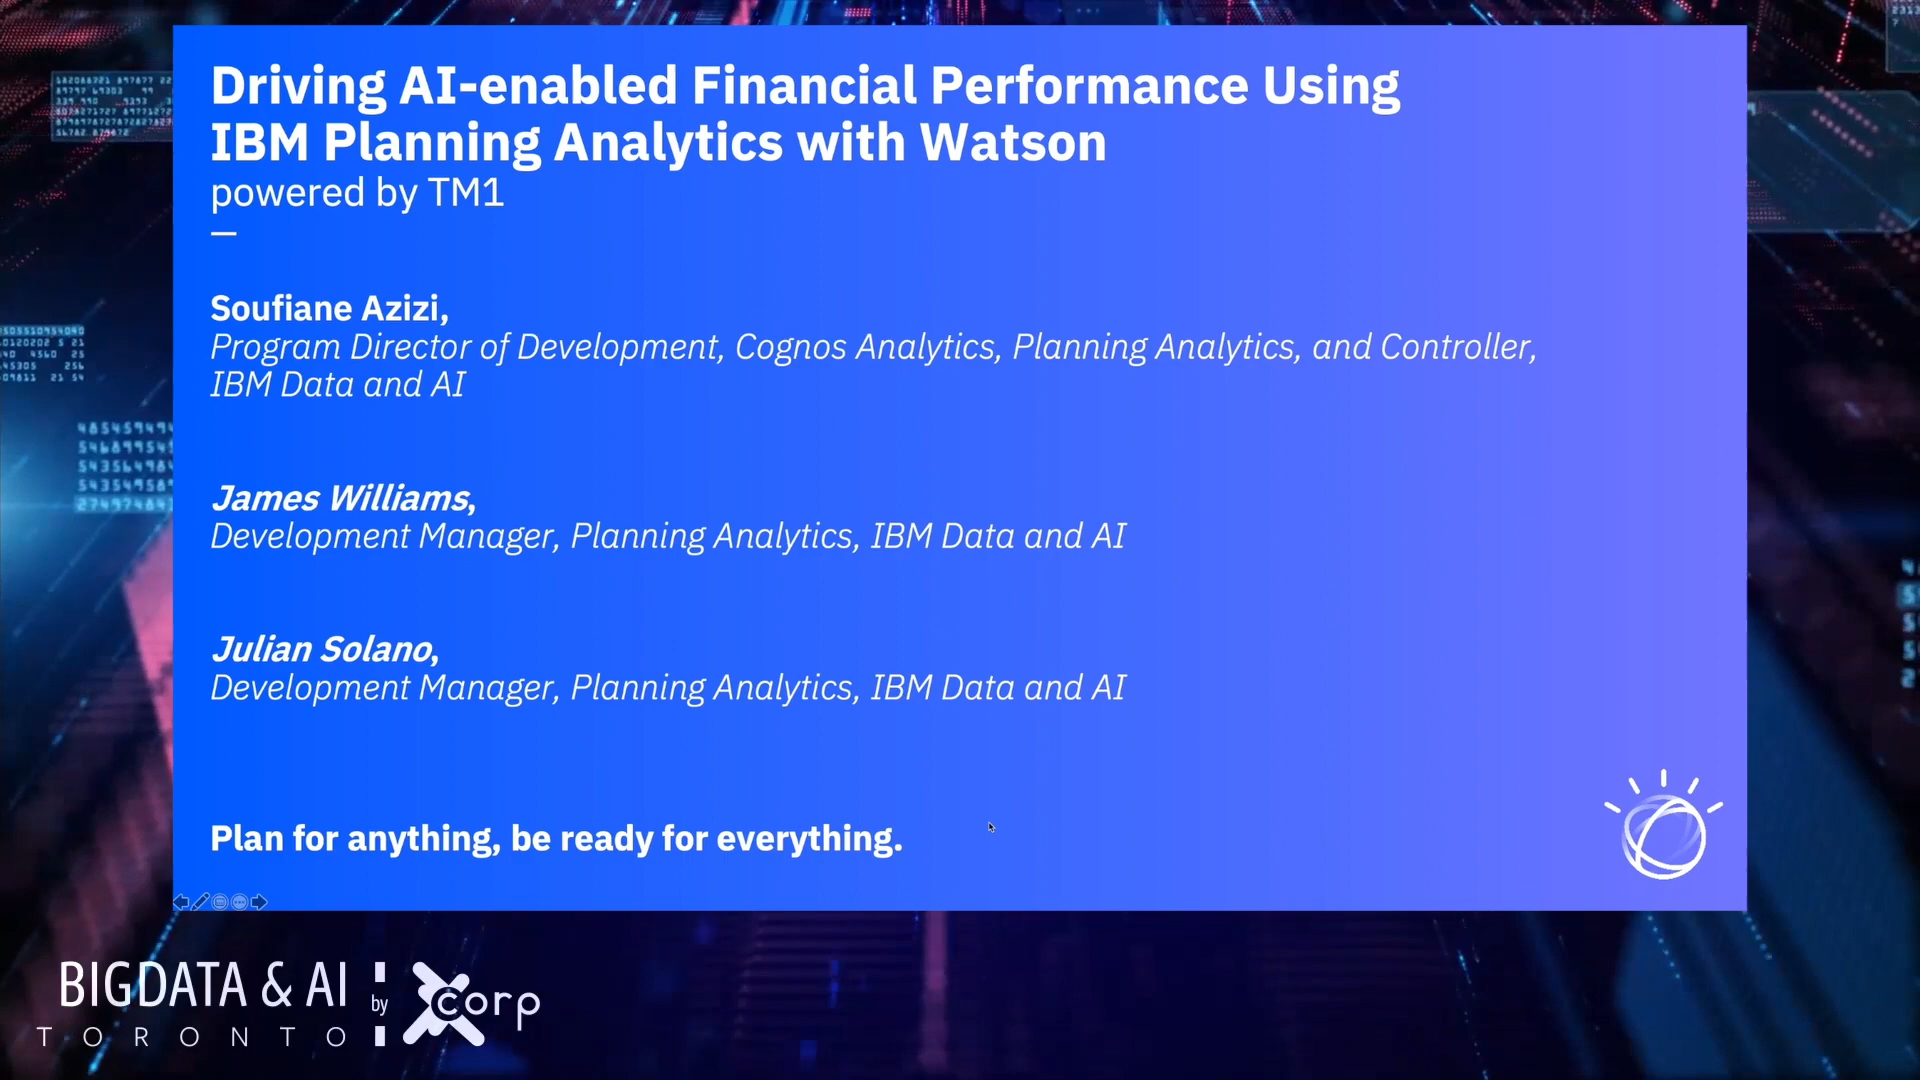 Driving AI-enabled Financial Performance Using
IBM Planning Analytics with Watson
powered by TM1
—
Soufiane Azizi,
Program Director of Development, Cognos Analytics, Planning Analytics, and Controller,
IBM Data and AI
James Williams,
Development Manager, Planning Analytics, IBM Data and AI
Julian Solano,
Development Manager, Planning Analytics, IBM Data and AI
Plan for anything, be ready for everything.
BIGDATA & AI
TORONTO
by
corp